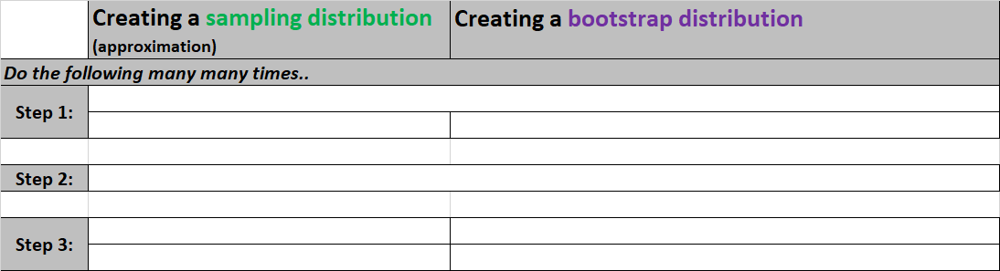 Creating a sampling distribution
(approximation)
Creating a bootstrap distribution
Do the following many many times..
Step 1:
Step 2:
Step 3: